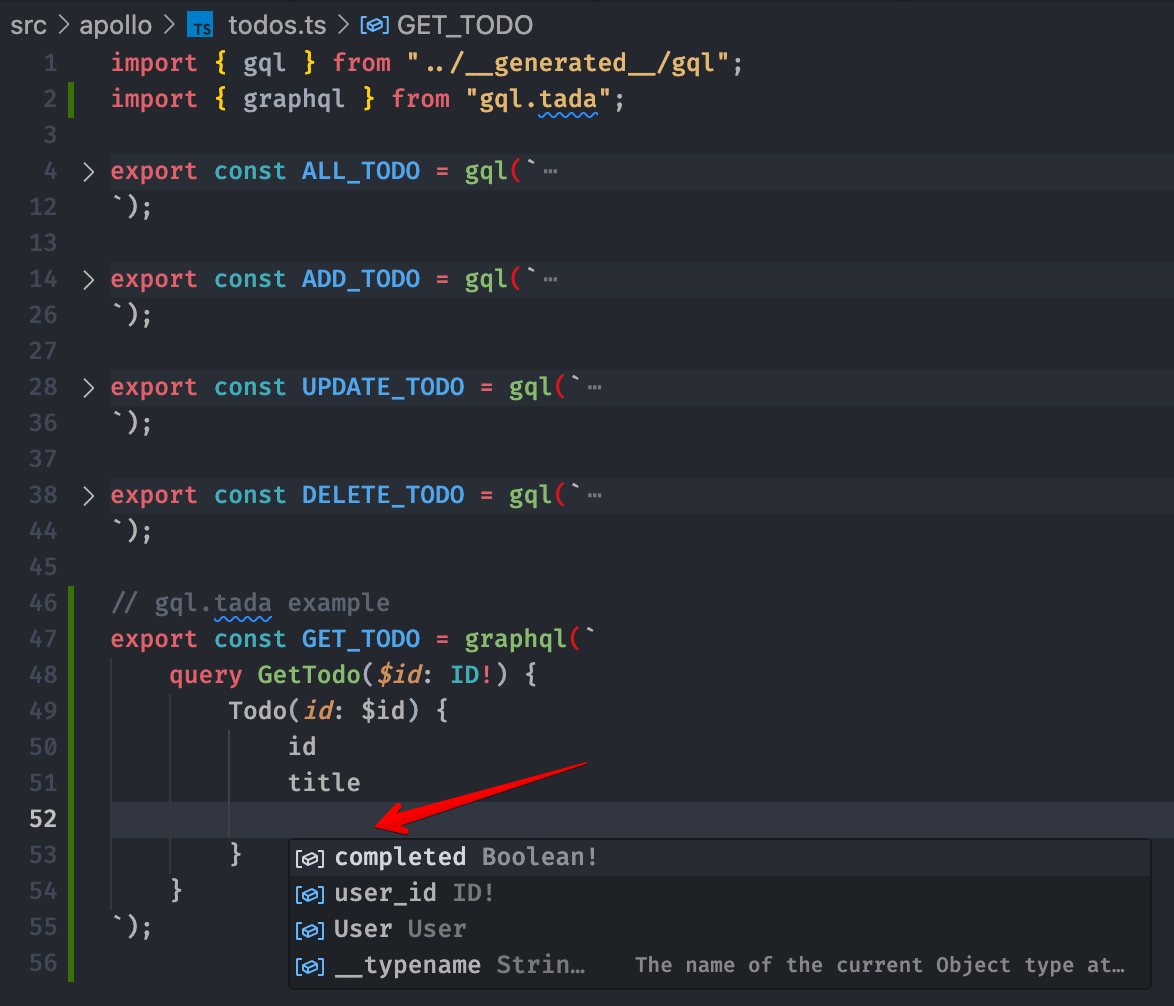 src > apollo > TS todos.ts > GET_TODO
1 import { gql } from "../__generated__/gql";
2 import { graphql } from "gql.tada";
3
4 > export const ALL_TODO = gql(` ⋯
12 `);
13
14 > export const ADD_TODO = gql(` ⋯
26 `);
27
28 > export const UPDATE_TODO = gql(` ⋯
36 `);
37
38 > export const DELETE_TODO = gql(` ⋯
44 `);
45
46 // gql.tada example
47 export const GET_TODO = graphql(`
48 query GetTodo($id: ID!) {
49 Todo(id: $id) {
50 id
51 title
52
53 }
completed Boolean!
54 }
user_id ID!
55 `);
User User
56
__typename Strin… The name of the current Object type at…